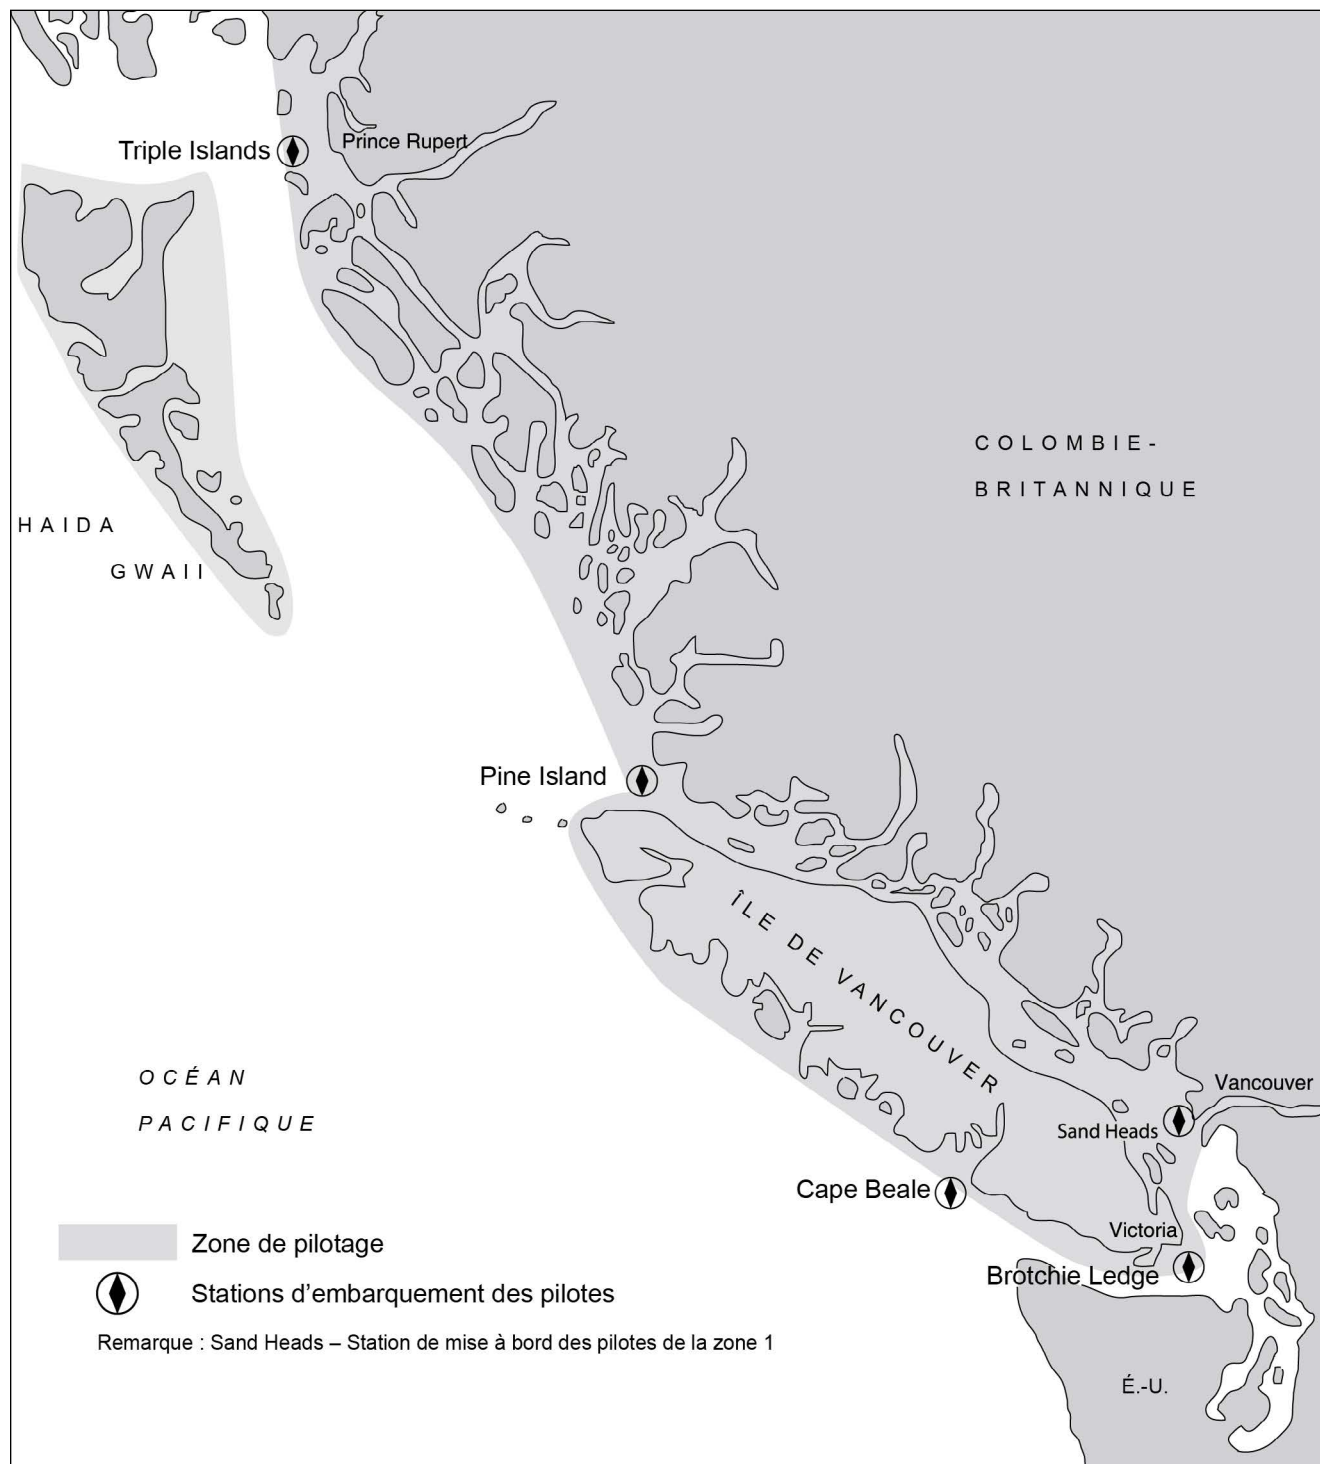 Prince Rupert
Triple Islands
COLOMBIE-
BRITANNIQUE
HAIDA
GWAII
Pine Island
ÎLE DE VANCOUVER
OCÉAN
PACIFIQUE
Vancouver
Sand Heads
Cape Beale
Victoria
Zone de pilotage
Brotchie Ledge
Stations d'embarquement des pilotes
Remarque : Sand Heads – Station de mise à bord des pilotes de la zone 1
É.-U.